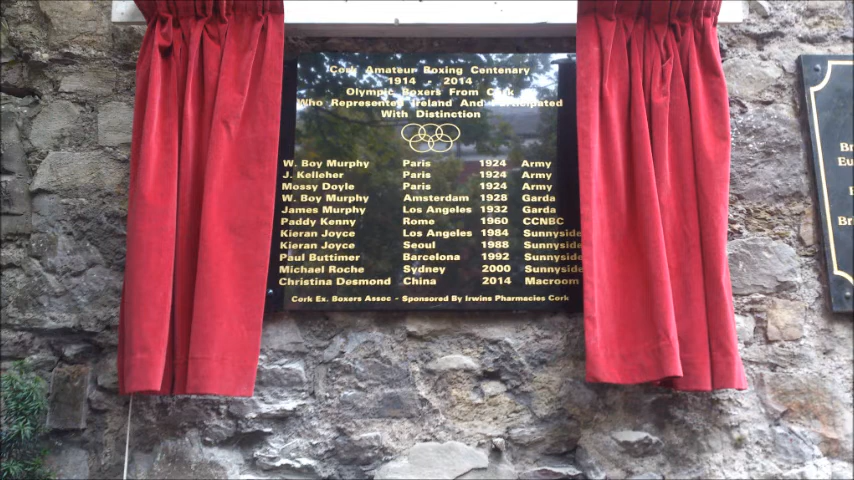 Cork Amateur Boxing Centenary
1914 - 2014
Olympic Boxers From Cork
Who Represented Ireland And Participated
With Distinction
W. Boy Murphy Paris 1924 Army
J. Kelleher Paris 1924 Army
Mossy Doyle Paris 1924 Army
W. Boy Murphy Amsterdam 1928 Garda
James Murphy Los Angeles 1932 Garda
Paddy Kenny Rome 1960 CCNBC
Kieran Joyce Los Angeles 1984 Sunnyside
Kieran Joyce Seoul 1988 Sunnyside
Paul Buttimer Barcelona 1992 Sunnyside
Michael Roche Sydney 2000 Sunnyside
Christina Desmond China 2014 Macroom
Cork Ex. Boxers Assoc - Sponsored By Irwins Pharmacies Cork